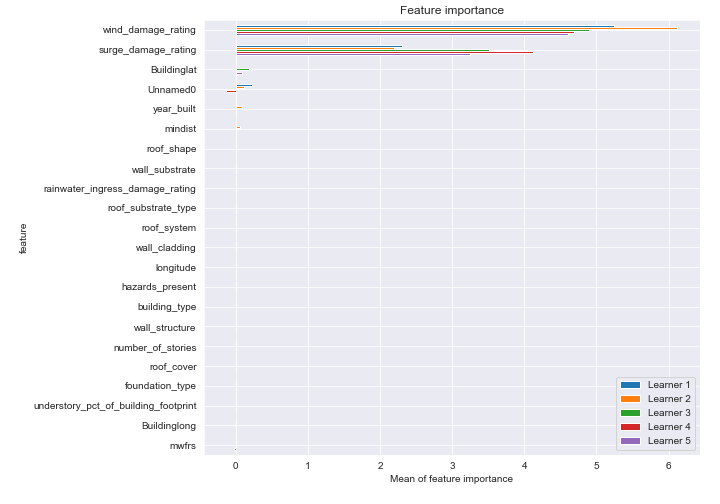 Feature importance
wind_damage_rating
surge_damage_rating
Buildinglat
Unnamed0
year_built
mindist
roof_shape
wall_substrate
rainwater_ingress_damage_rating
roof_substrate_type
roof_system
wall_cladding
longitude
hazards_present
building_type
wall_structure
number_of_stories
roof_cover
foundation_type
understory_pct_of_building_footprint
Buildinglong
mwfrs
feature
Learner 1
Learner 2
Learner 3
Learner 4
Learner 5
0 1 2 3 4 5 6
Mean of feature importance